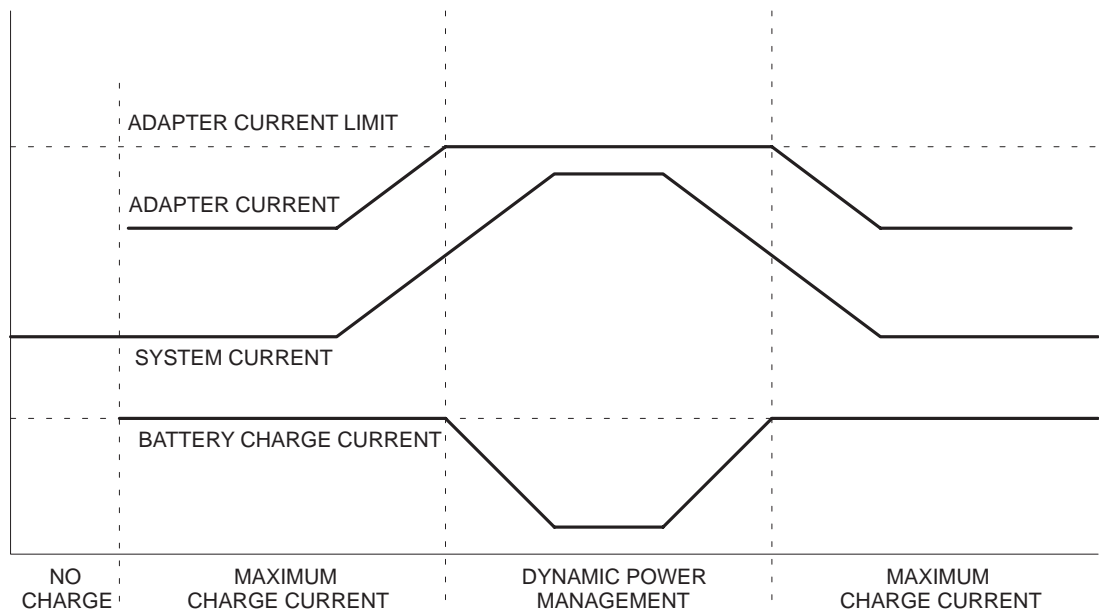 ADAPTER CURRENT LIMIT
ADAPTER CURRENT
SYSTEM CURRENT
BATTERY CHARGE CURRENT
NO
CHARGE
MAXIMUM
CHARGE CURRENT
DYNAMIC POWER
MANAGEMENT
MAXIMUM
CHARGE CURRENT